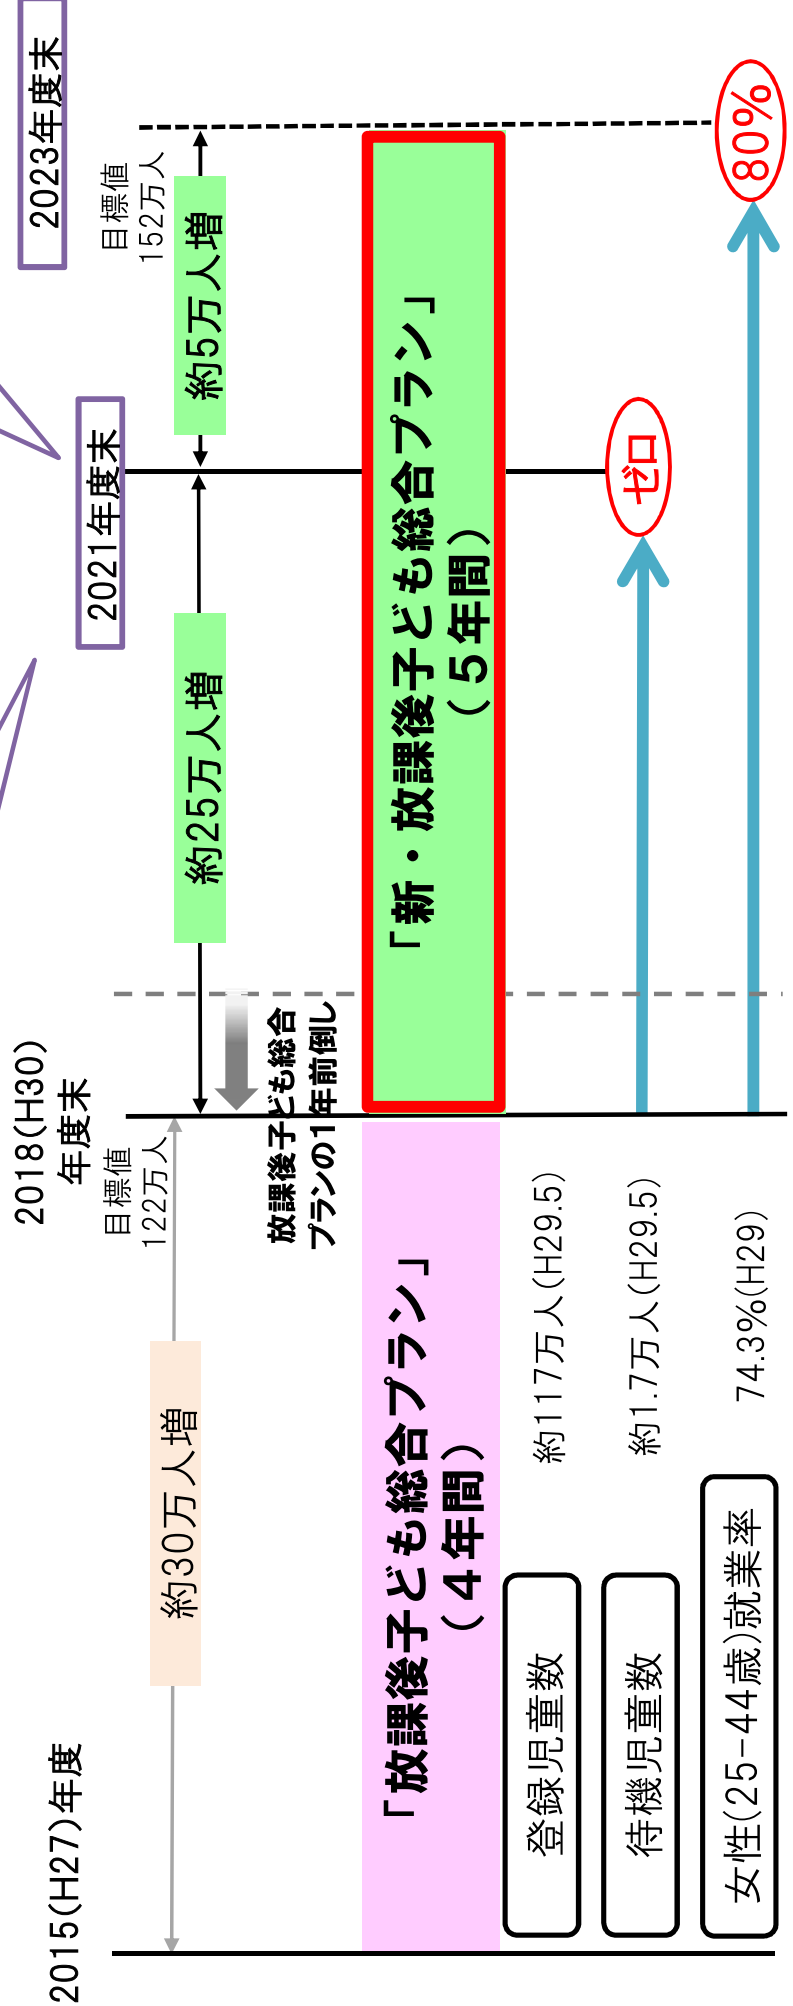 2015(H27)年度
2018(H30)
年度末
2021年度末
2023年度末
目標値
122万人
目標値
152万人
約30万人増
約25万人増
約5万人増
放課後子ども総合
プランの1年前倒し
「放課後子ども総合プラン」
(４年間)
「新・放課後子ども総合プラン」
(５年間)
登録児童数
約117万人(H29.5)
待機児童数
約1.7万人(H29.5)
ゼロ
女性(25-44歳)就業率
74.3%(H29)
80%